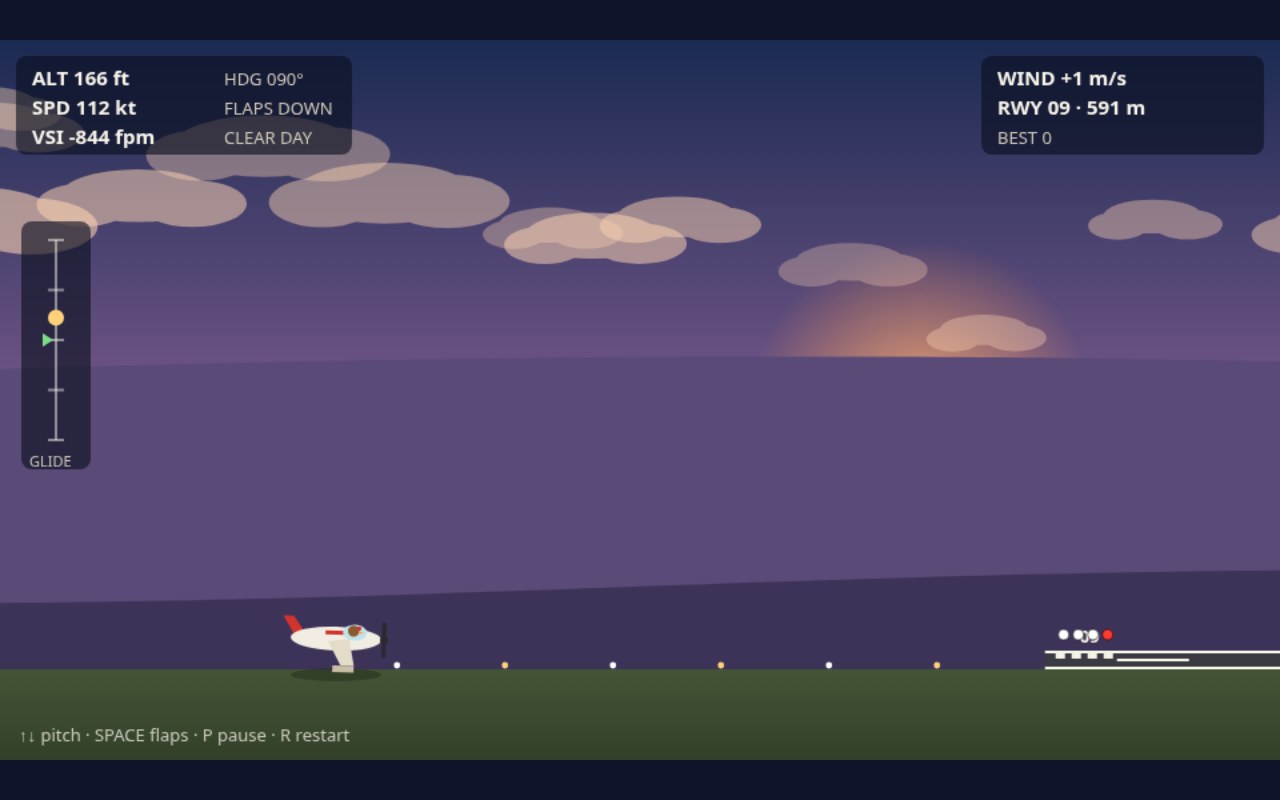 ALT 166 ft
HDG 090°
SPD 112 kt
FLAPS DOWN
VSI -844 fpm
CLEAR DAY
WIND +1 m/s
RWY 09 · 591 m
BEST 0
GLIDE
09
↑↓ pitch · SPACE flaps · P pause · R restart